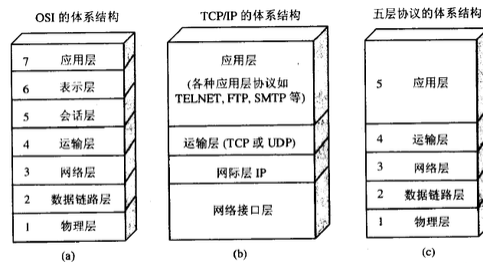 OSI 的体系结构
7 应用层
6 表示层
5 会话层
4 运输层
3 网络层
2 数据链路层
1 物理层
(a)
TCP/IP 的体系结构
应用层
(各种应用层协议如
TELNET, FTP, SMTP 等)
运输层 (TCP 或 UDP)
网际层 IP
网络接口层
(b)
五层协议的体系结构
5 应用层
4 运输层
3 网络层
2 数据链路层
1 物理层
(c)